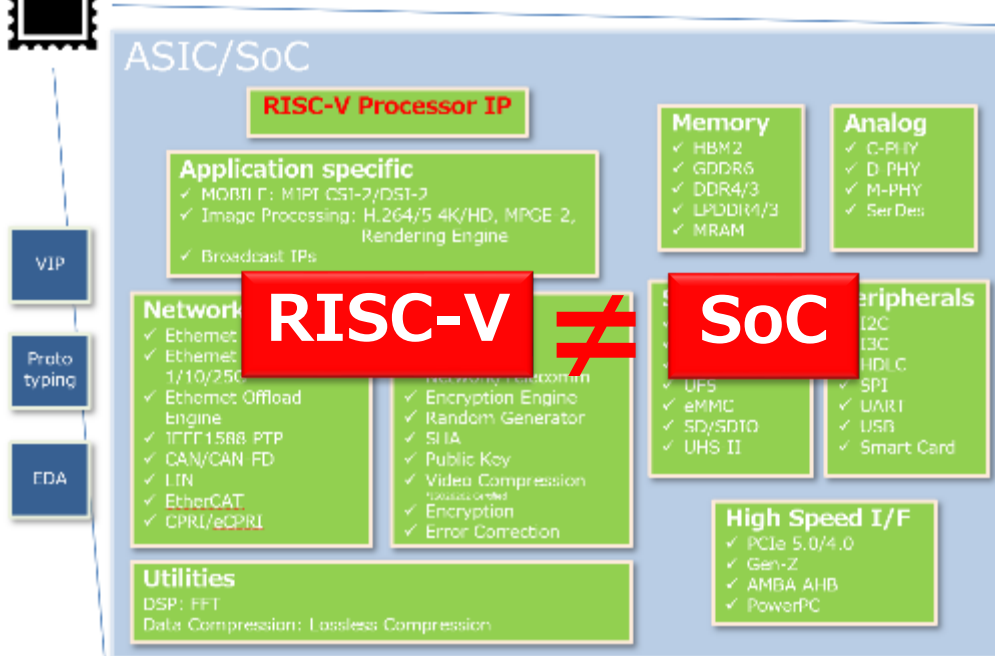 ASIC/SoC
RISC-V Processor IP
Application specific
✓ MOBILE: MIPI CSI-2/DSI-2
✓ Image Processing: H.264/5 4K/HD, MPGE-2,
Rendering Engine
✓ Broadcast IPs
Memory
✓ HBM2
✓ GDDR6
✓ DDR4/3
✓ LPDDR4/3
✓ MRAM
Analog
✓ C-PHY
✓ D-PHY
✓ M-PHY
✓ SerDes
VIP
Proto
typing
EDA
RISC-V ≠ SoC
Network
✓ Ethernet
✓ Ethernet
1/10/25G
✓ Ethernet Offload
Engine
✓ IEEE1588 PTP
✓ CAN/CAN-FD
✓ LIN
✓ EtherCAT
✓ CPRI/eCPRI
Network/Telecomm
✓ Encryption Engine
✓ Random Generator
✓ SHA
✓ Public Key
✓ Video Compression
✓ Encryption
✓ Error Correction
S
✓ UFS
✓ eMMC
✓ SD/SDIO
✓ UHS II
eripherals
I2C
I3C
HDLC
✓ SPI
✓ UART
✓ USB
✓ Smart Card
High Speed I/F
✓ PCIe 5.0/4.0
✓ Gen-Z
✓ AMBA AHB
✓ PowerPC
Utilities
DSP: FFT
Data Compression: Lossless Compression